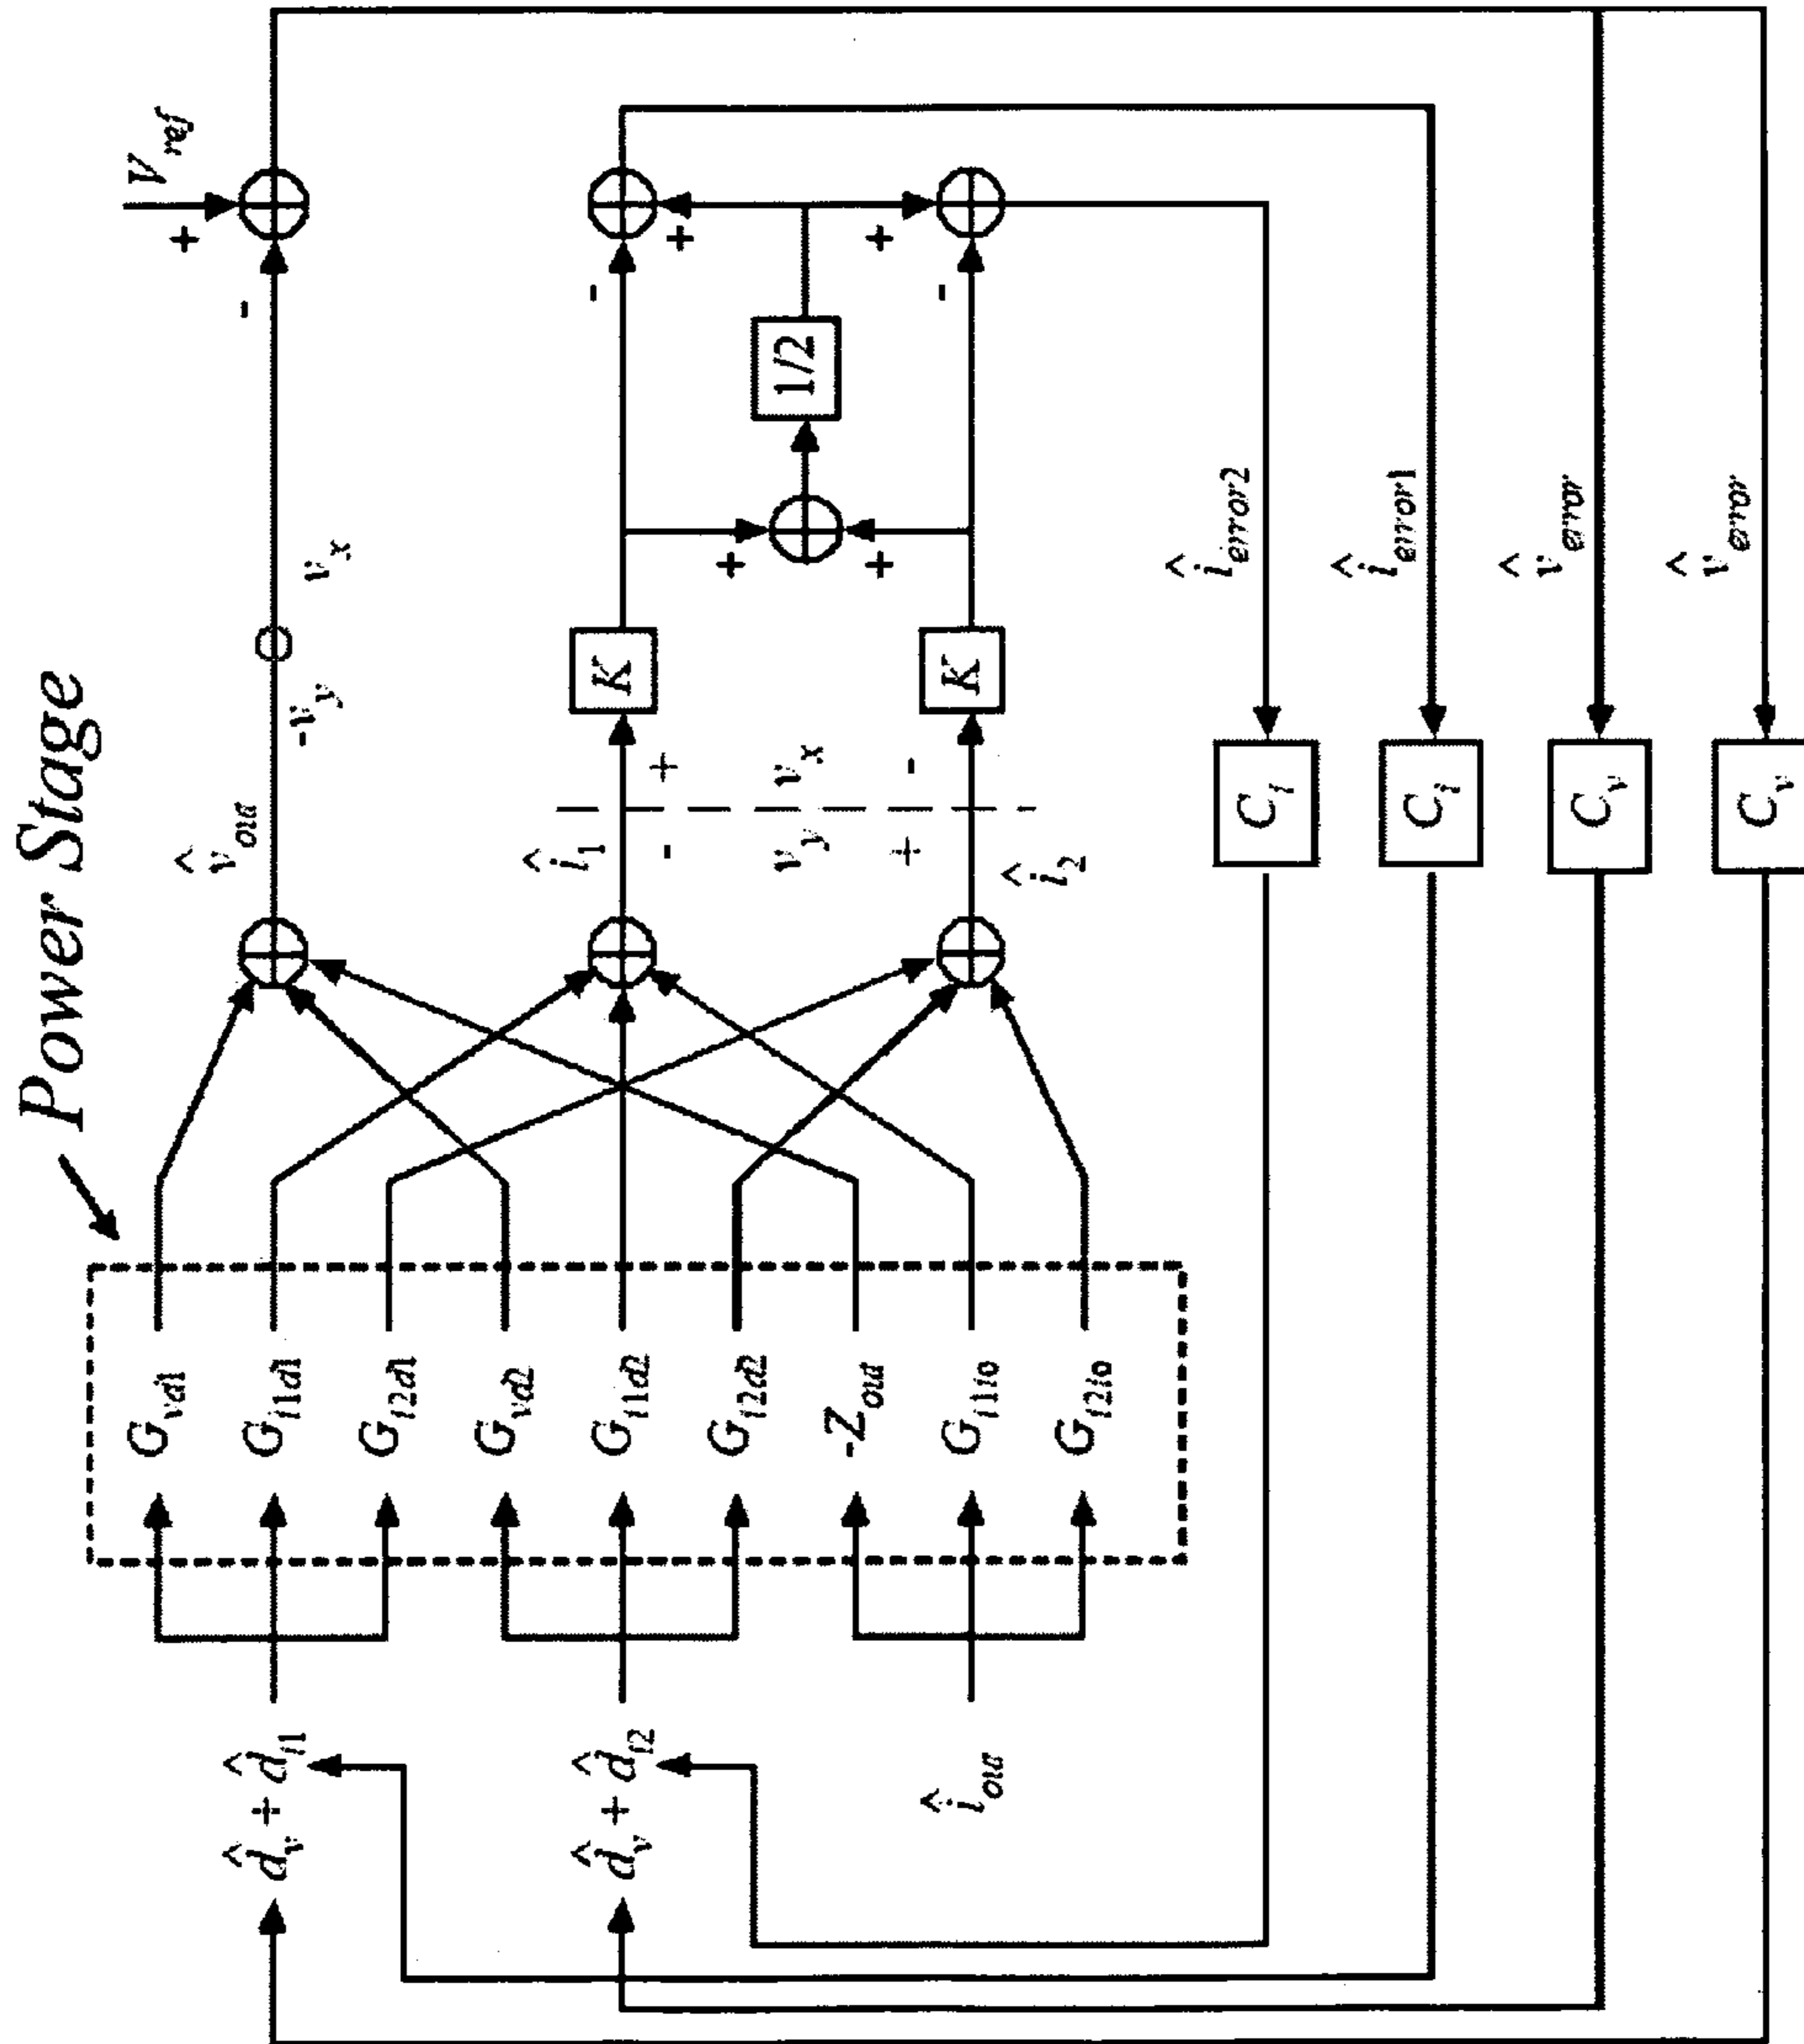 Power Stage
V_ref
+
-
v̂_out
-v_y
v_x
G_vd1
G_i1d1
G_i2d1
G_vd2
G_i1d2
G_i2d2
-Z_out
G_i1io
G_i2io
d̂_v + d̂_i1
d̂_v + d̂_i2
î_out
î_1
-
+
v_y
v_x
+
-
î_2
K
K
+
+
1/2
-
+
+
-
î_error2
î_error1
v̂_error
v̂_error
C_i
C_i
C_v
C_v